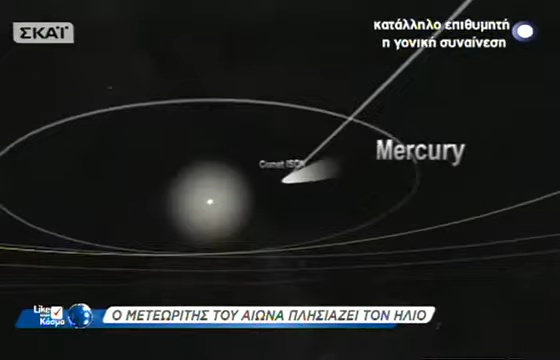 ΣΚΑΪ
κατάλληλο επιθυμητή
η γονική συναίνεση
Comet ISON
Mercury
Like
Κόσμο
Ο ΜΕΤΕΩΡΙΤΗΣ ΤΟΥ ΑΙΩΝΑ ΠΛΗΣΙΑΖΕΙ ΤΟΝ ΗΛΙΟ